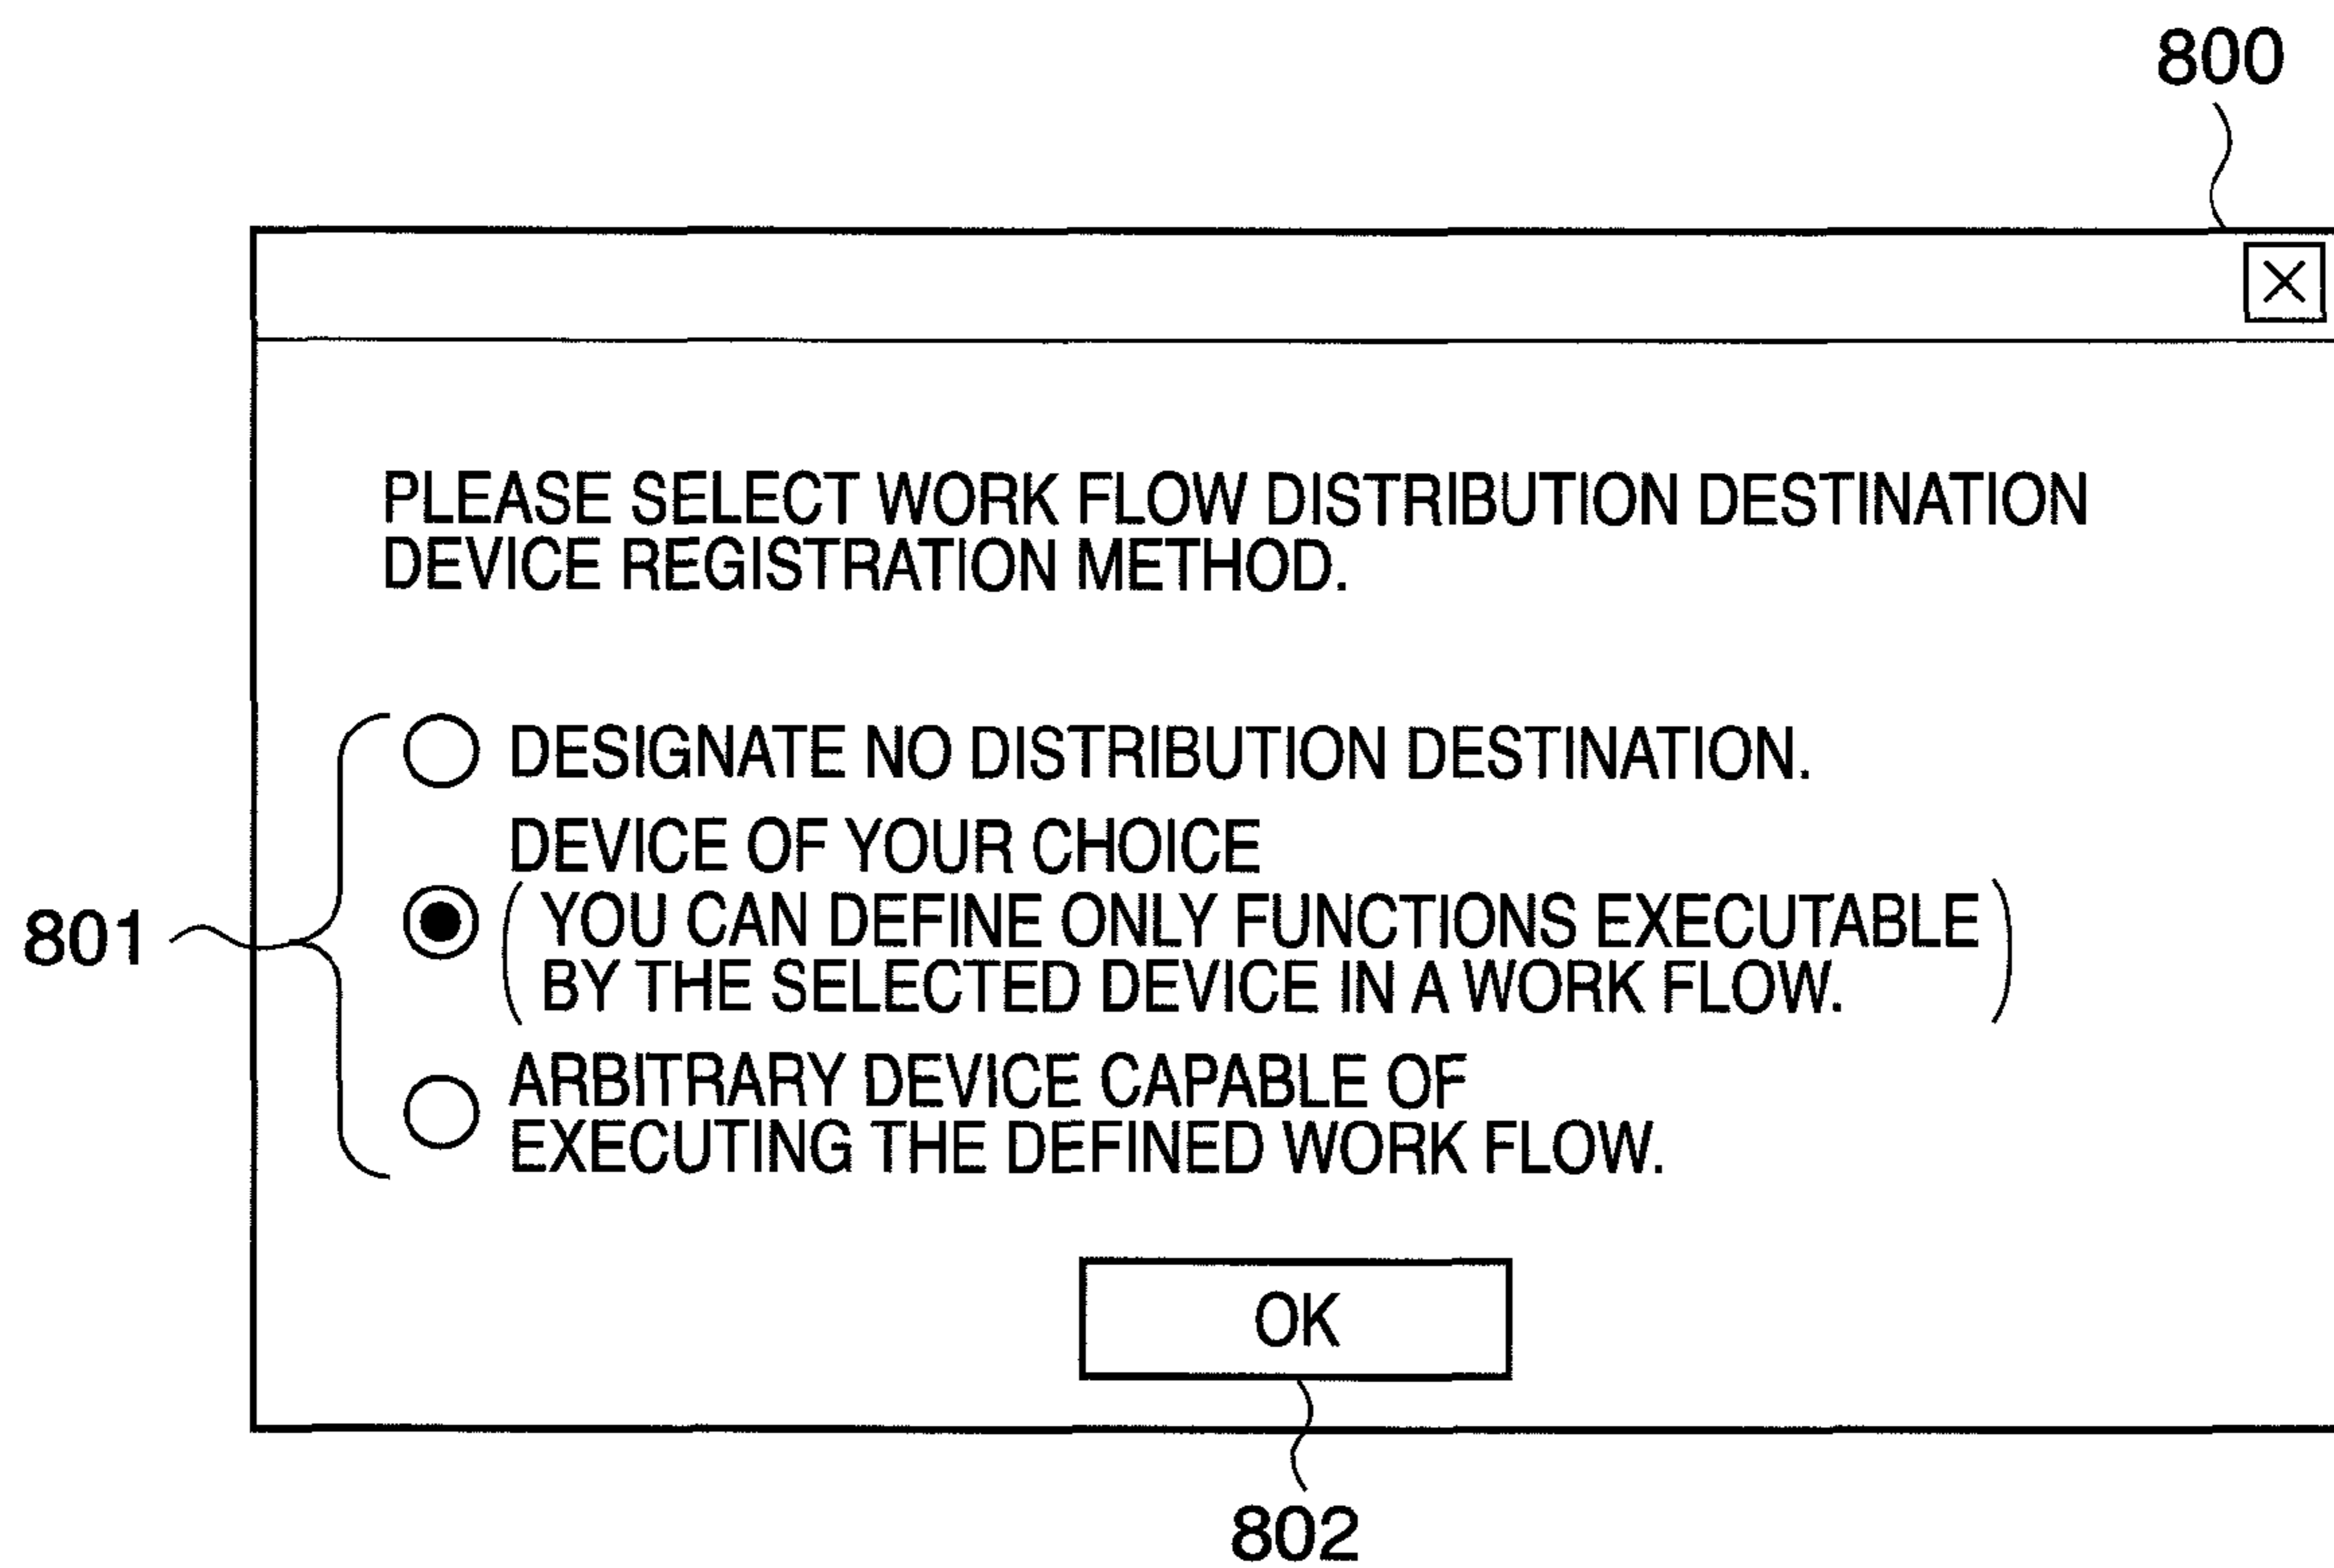 800
PLEASE SELECT WORK FLOW DISTRIBUTION DESTINATION
DEVICE REGISTRATION METHOD.
DESIGNATE NO DISTRIBUTION DESTINATION.
DEVICE OF YOUR CHOICE
(YOU CAN DEFINE ONLY FUNCTIONS EXECUTABLE
BY THE SELECTED DEVICE IN A WORK FLOW.)
801
ARBITRARY DEVICE CAPABLE OF
EXECUTING THE DEFINED WORK FLOW.
OK
802